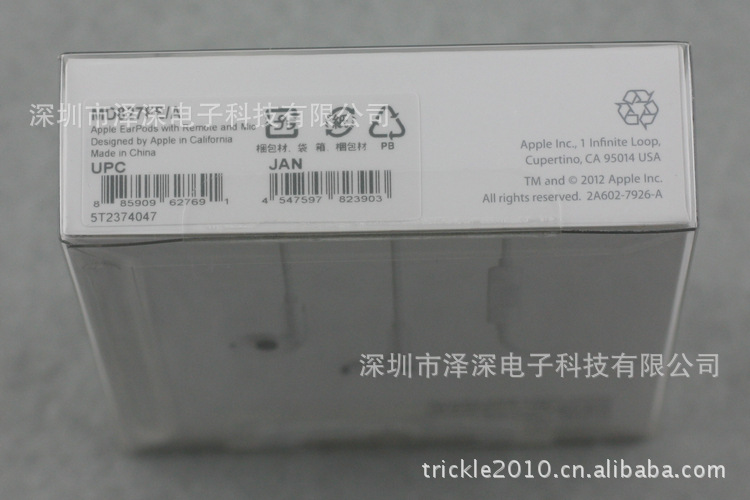 深圳市泽深电子科技有限公司
Apple EarPods with Remote and Mic
Designed by Apple in California
Made in China
UPC
8 85909 62769 1
5T2374047
JAN
4 547597 823903
梱包材、袋
箱、梱包材
PB
Apple Inc., 1 Infinite Loop,
Cupertino, CA 95014 USA
TM and © 2012 Apple Inc.
All rights reserved. 2A602-7926-A
深圳市泽深电子科技有限公司
trickle2010.cn.alibaba.com